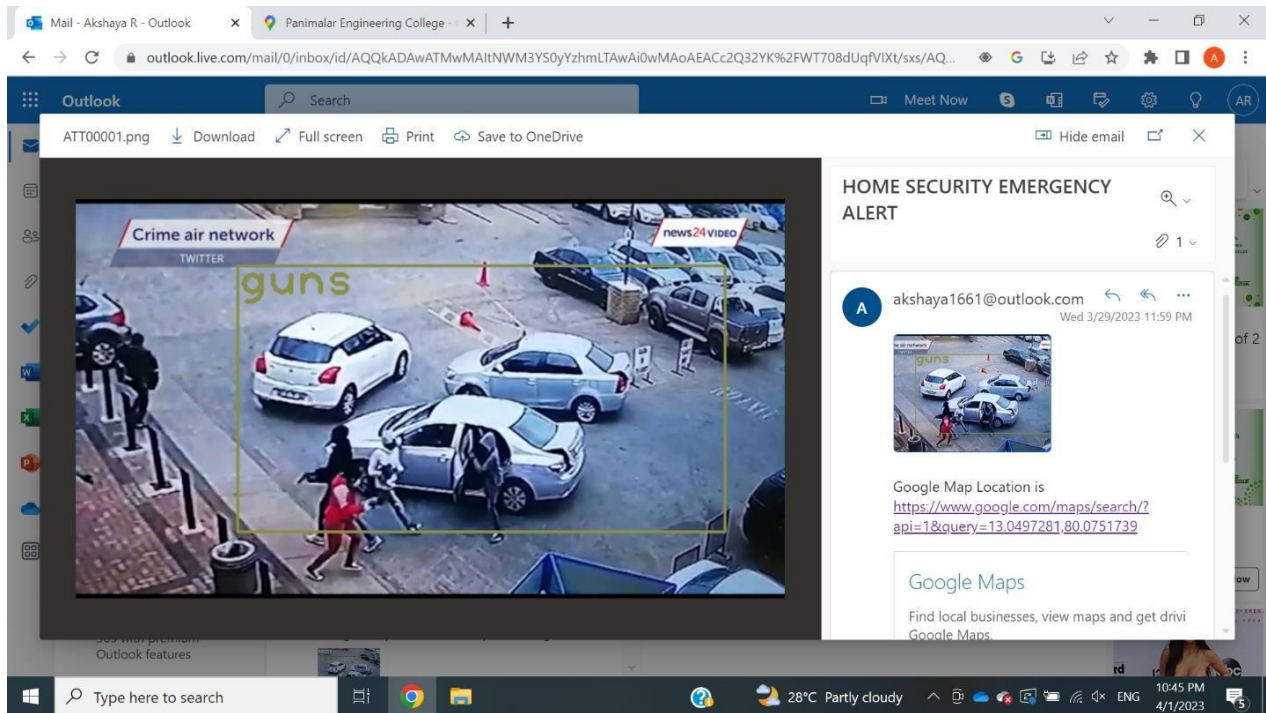 Mail - Akshaya R - Outlook
Panimalar Engineering College -
outlook.live.com/mail/0/inbox/id/AQQkADAwATMwMAItNWM3YS0yYzhmLTAwAi0wMAoAEACc2Q32YK%2FWT708dUqfVIXt/sxs/AQ...
A
Outlook
Search
Meet Now
AR
ATT00001.png
Download
Full screen
Print
Save to OneDrive
Hide email
Crime air network
TWITTER
news24 VIDEO
guns
HOME SECURITY EMERGENCY
ALERT
1
A
akshaya1661@outlook.com
Wed 3/29/2023 11:59 PM
guns
Google Map Location is
https://www.google.com/maps/search/?
api=1&query=13.0497281,80.0751739
Google Maps
Find local businesses, view maps and get drivi
Google Maps.
of 2
365 with premium
Outlook features
Type here to search
28°C Partly cloudy
ENG
10:45 PM
4/1/2023
5